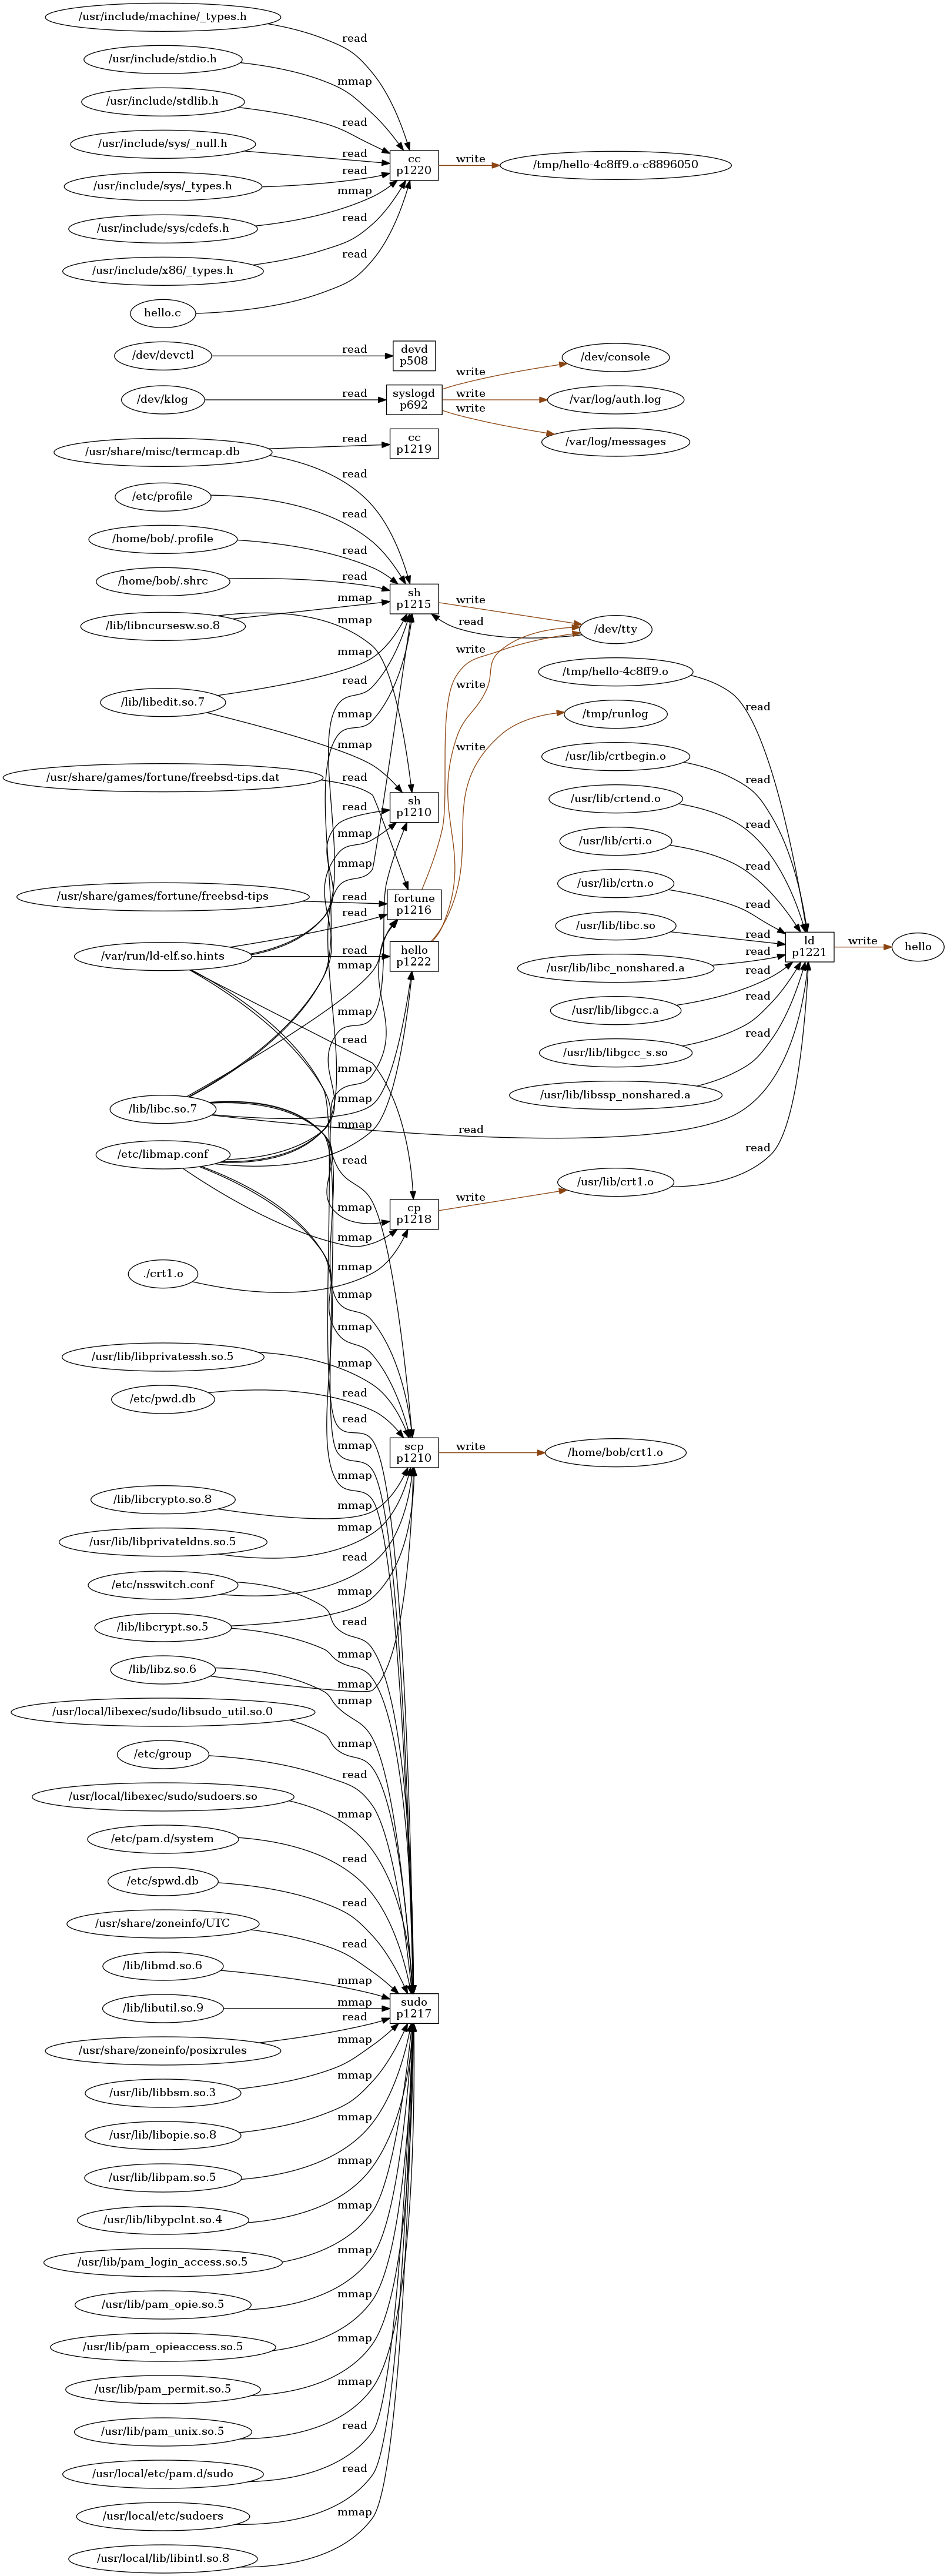 /usr/include/machine/_types.h
read
/usr/include/stdio.h
mmap
/usr/include/stdlib.h
read
/usr/include/sys/_null.h
read
/usr/include/sys/_types.h
read
/usr/include/sys/cdefs.h
mmap
/usr/include/x86/_types.h
read
hello.c
read
cc
p1220
write
/tmp/hello-4c8ff9.o-c8896050
/dev/devctl
read
devd
p508
/dev/klog
read
syslogd
p692
write
/dev/console
write
/var/log/auth.log
write
/var/log/messages
/usr/share/misc/termcap.db
read
cc
p1219
read
/etc/profile
read
/home/bob/.profile
read
/home/bob/.shrc
read
/lib/libncursesw.so.8
mmap
mmap
sh
p1215
write
read
/dev/tty
write
write
/lib/libedit.so.7
mmap
mmap
read
mmap
/usr/share/games/fortune/freebsd-tips.dat
read
sh
p1210
read
mmap
mmap
/usr/share/games/fortune/freebsd-tips
read
fortune
p1216
/var/run/ld-elf.so.hints
read
read
hello
p1222
write
/tmp/runlog
mmap
read
mmap
/lib/libc.so.7
mmap
mmap
read
/etc/libmap.conf
read
mmap
cp
p1218
write
/usr/lib/crt1.o
mmap
./crt1.o
mmap
mmap
mmap
/tmp/hello-4c8ff9.o
read
/usr/lib/crtbegin.o
read
/usr/lib/crtend.o
read
/usr/lib/crti.o
read
/usr/lib/crtn.o
read
/usr/lib/libc.so
read
/usr/lib/libc_nonshared.a
read
/usr/lib/libgcc.a
read
/usr/lib/libgcc_s.so
read
/usr/lib/libssp_nonshared.a
read
read
ld
p1221
write
hello
/usr/lib/libprivatessh.so.5
mmap
/etc/pwd.db
read
read
mmap
mmap
scp
p1210
write
/home/bob/crt1.o
/lib/libcrypto.so.8
mmap
/usr/lib/libprivateldns.so.5
mmap
/etc/nsswitch.conf
read
read
/lib/libcrypt.so.5
mmap
mmap
/lib/libz.so.6
mmap
mmap
/usr/local/libexec/sudo/libsudo_util.so.0
/etc/group
read
/usr/local/libexec/sudo/sudoers.so
mmap
/etc/pam.d/system
read
/etc/spwd.db
read
/usr/share/zoneinfo/UTC
read
/lib/libmd.so.6
mmap
/lib/libutil.so.9
mmap
sudo
p1217
/usr/share/zoneinfo/posixrules
read
/usr/lib/libbsm.so.3
mmap
/usr/lib/libopie.so.8
mmap
/usr/lib/libpam.so.5
mmap
/usr/lib/libypclnt.so.4
mmap
/usr/lib/pam_login_access.so.5
mmap
/usr/lib/pam_opie.so.5
mmap
/usr/lib/pam_opieaccess.so.5
mmap
/usr/lib/pam_permit.so.5
mmap
/usr/lib/pam_unix.so.5
mmap
/usr/local/etc/pam.d/sudo
read
/usr/local/etc/sudoers
read
/usr/local/lib/libintl.so.8
mmap